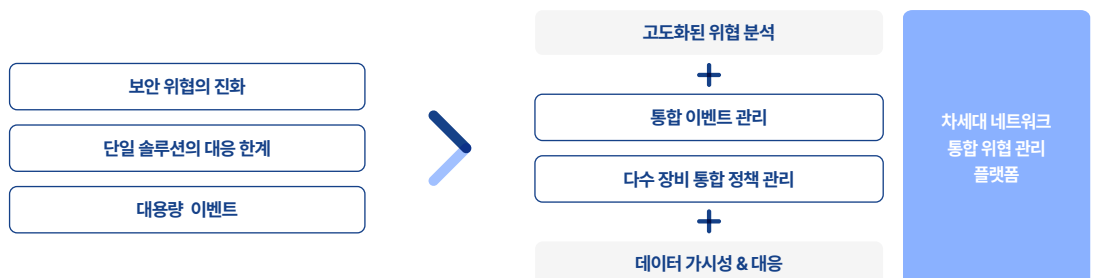 보안 위협의 진화
단일 솔루션의 대응 한계
대용량 이벤트
고도화된 위협 분석
+
통합 이벤트 관리
다수 장비 통합 정책 관리
+
데이터 가시성 & 대응
차세대 네트워크
통합 위협 관리
플랫폼